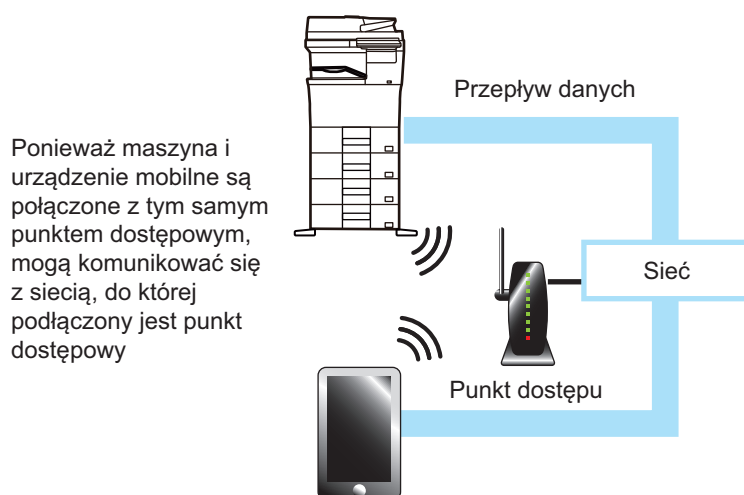 Przepływ danych
Ponieważ maszyna i
urządzenie mobilne są
połączone z tym samym
punktem dostępowym,
mogą komunikować się
z siecią, do której
podłączony jest punkt
dostępowy
Sieć
Punkt dostępu